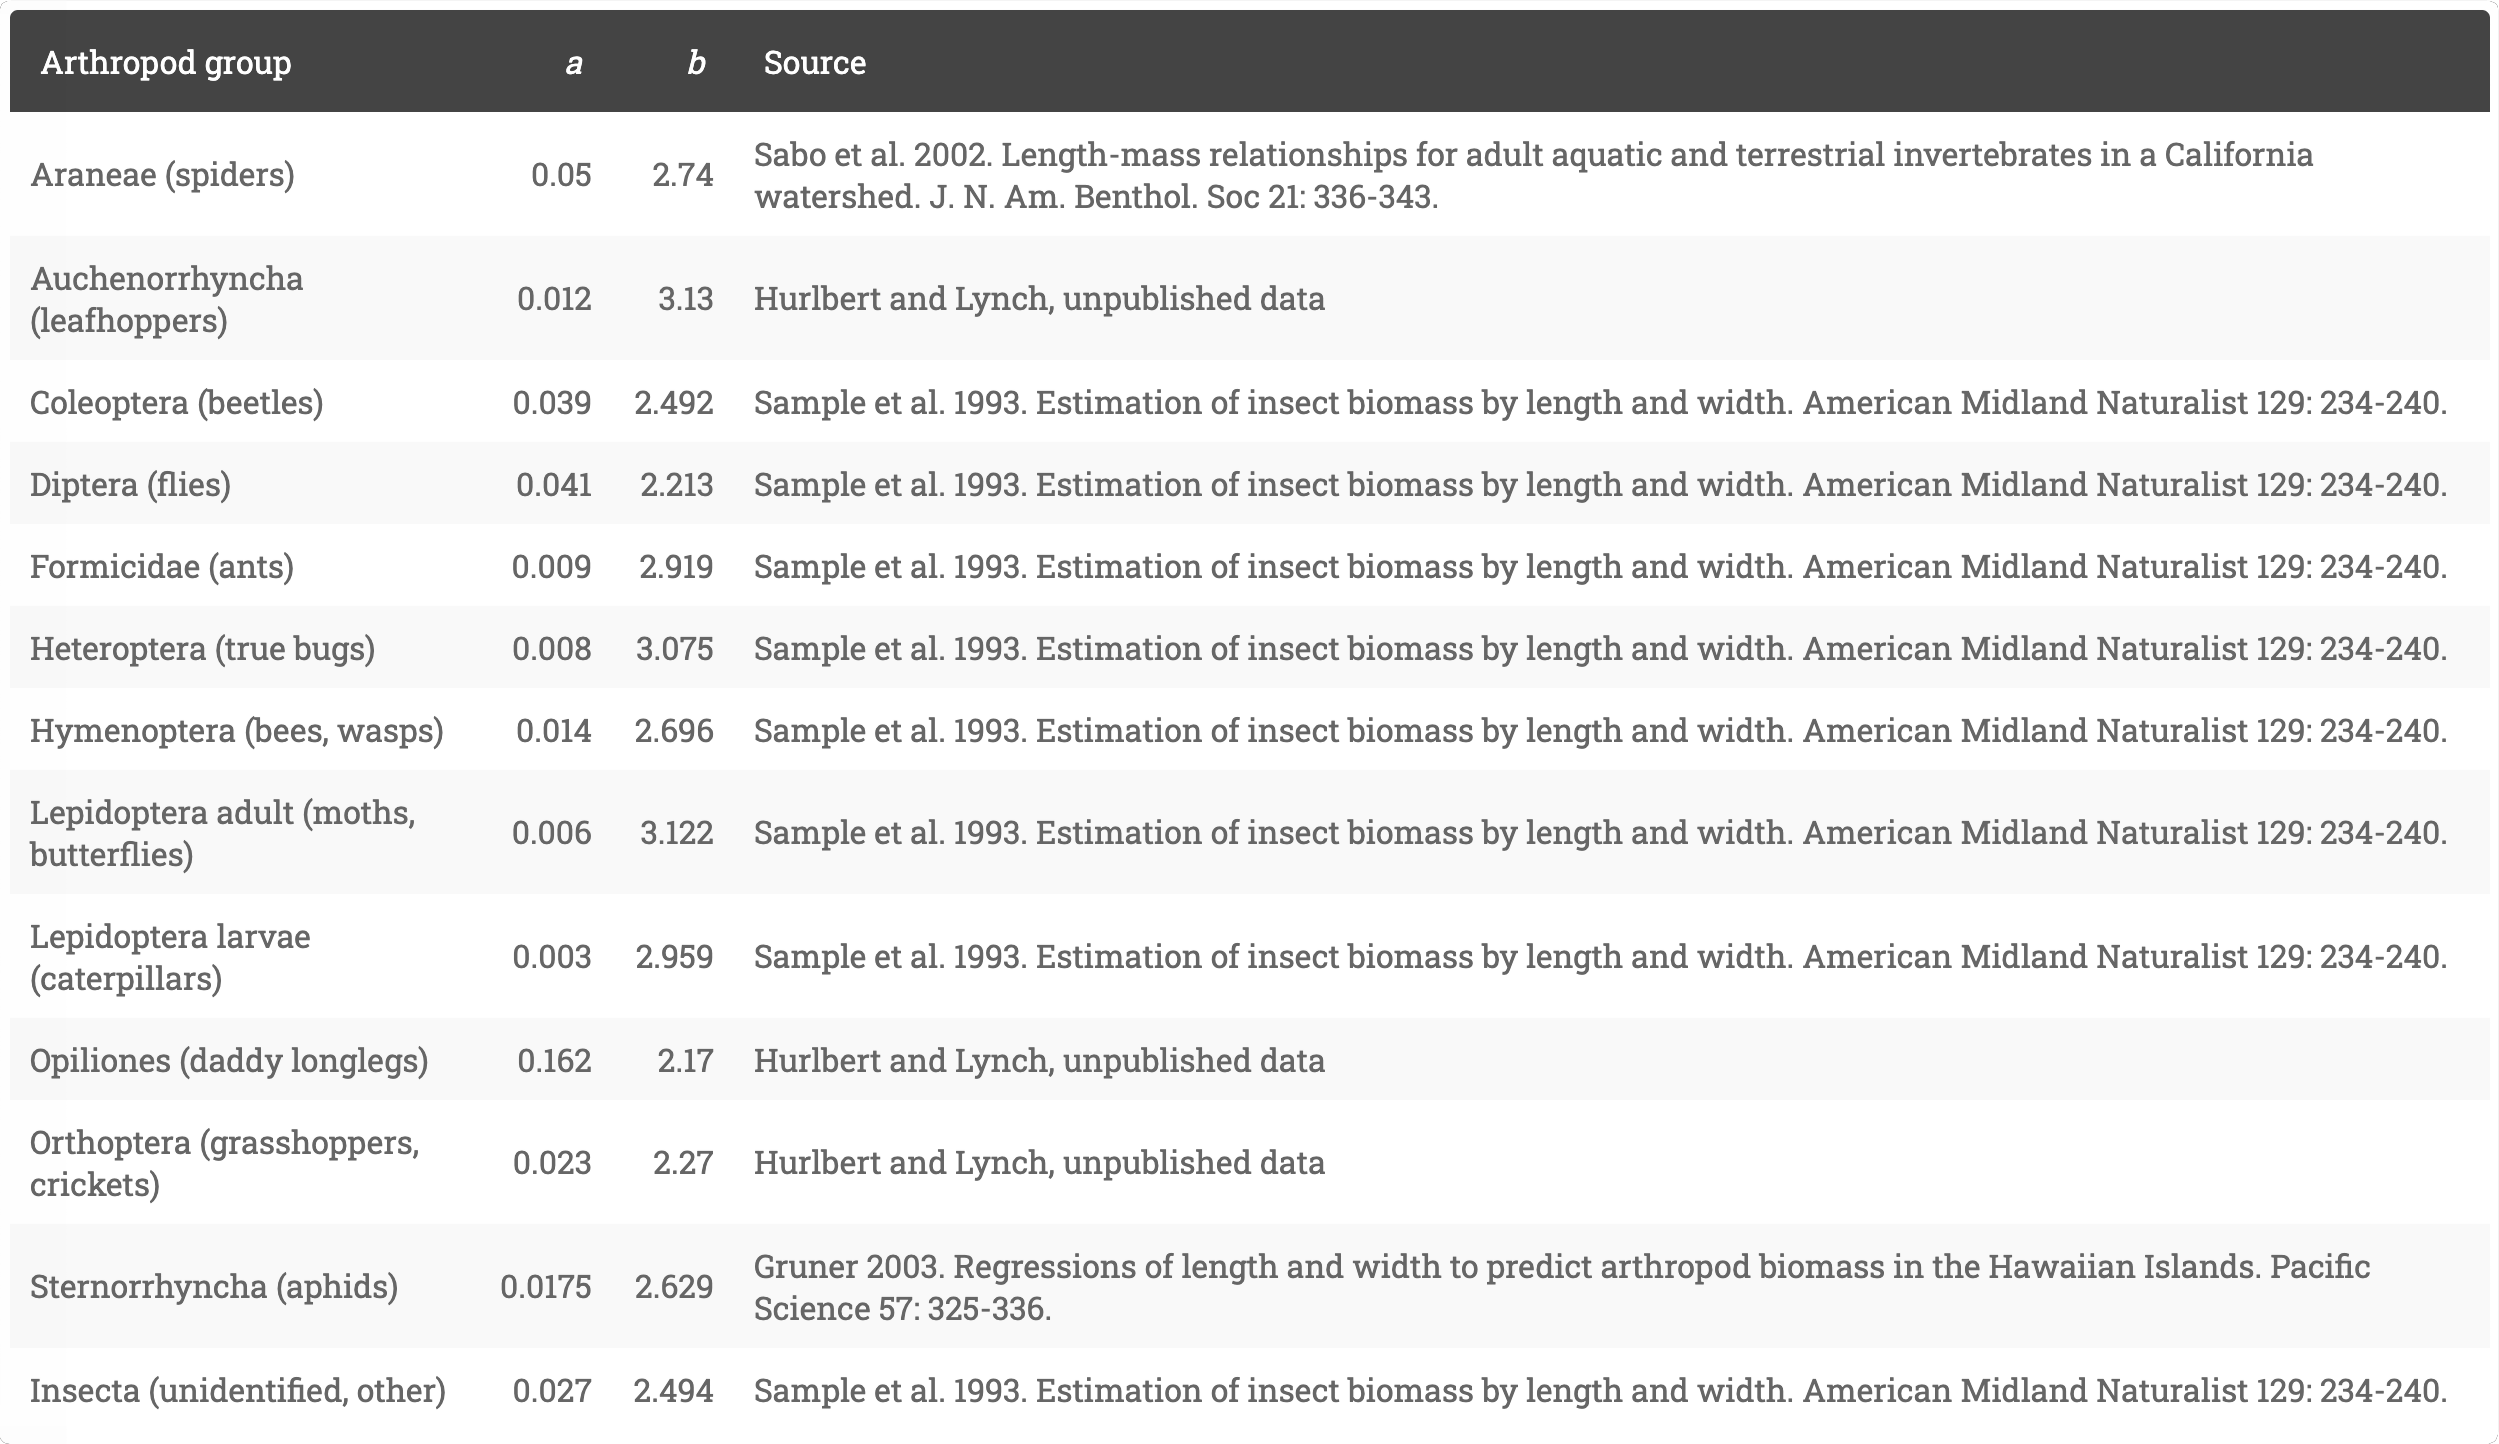 Arthropod group a b Source
Araneae (spiders) 0.05 2.74 Sabo et al. 2002. Length-mass relationships for adult aquatic and terrestrial invertebrates in a California
watershed. J. N. Am. Benthol. Soc 21: 336-343.
Auchenorrhyncha
(leafhoppers) 0.012 3.13 Hurlbert and Lynch, unpublished data
Coleoptera (beetles) 0.039 2.492 Sample et al. 1993. Estimation of insect biomass by length and width. American Midland Naturalist 129: 234-240.
Diptera (flies) 0.041 2.213 Sample et al. 1993. Estimation of insect biomass by length and width. American Midland Naturalist 129: 234-240.
Formicidae (ants) 0.009 2.919 Sample et al. 1993. Estimation of insect biomass by length and width. American Midland Naturalist 129: 234-240.
Heteroptera (true bugs) 0.008 3.075 Sample et al. 1993. Estimation of insect biomass by length and width. American Midland Naturalist 129: 234-240.
Hymenoptera (bees, wasps) 0.014 2.696 Sample et al. 1993. Estimation of insect biomass by length and width. American Midland Naturalist 129: 234-240.
Lepidoptera adult (moths,
butterflies) 0.006 3.122 Sample et al. 1993. Estimation of insect biomass by length and width. American Midland Naturalist 129: 234-240.
Lepidoptera larvae
(caterpillars) 0.003 2.959 Sample et al. 1993. Estimation of insect biomass by length and width. American Midland Naturalist 129: 234-240.
Opiliones (daddy longlegs) 0.162 2.17 Hurlbert and Lynch, unpublished data
Orthoptera (grasshoppers,
crickets) 0.023 2.27 Hurlbert and Lynch, unpublished data
Sternorrhyncha (aphids) 0.0175 2.629 Gruner 2003. Regressions of length and width to predict arthropod biomass in the Hawaiian Islands. Pacific
Science 57: 325-336.
Insecta (unidentified, other) 0.027 2.494 Sample et al. 1993. Estimation of insect biomass by length and width. American Midland Naturalist 129: 234-240.